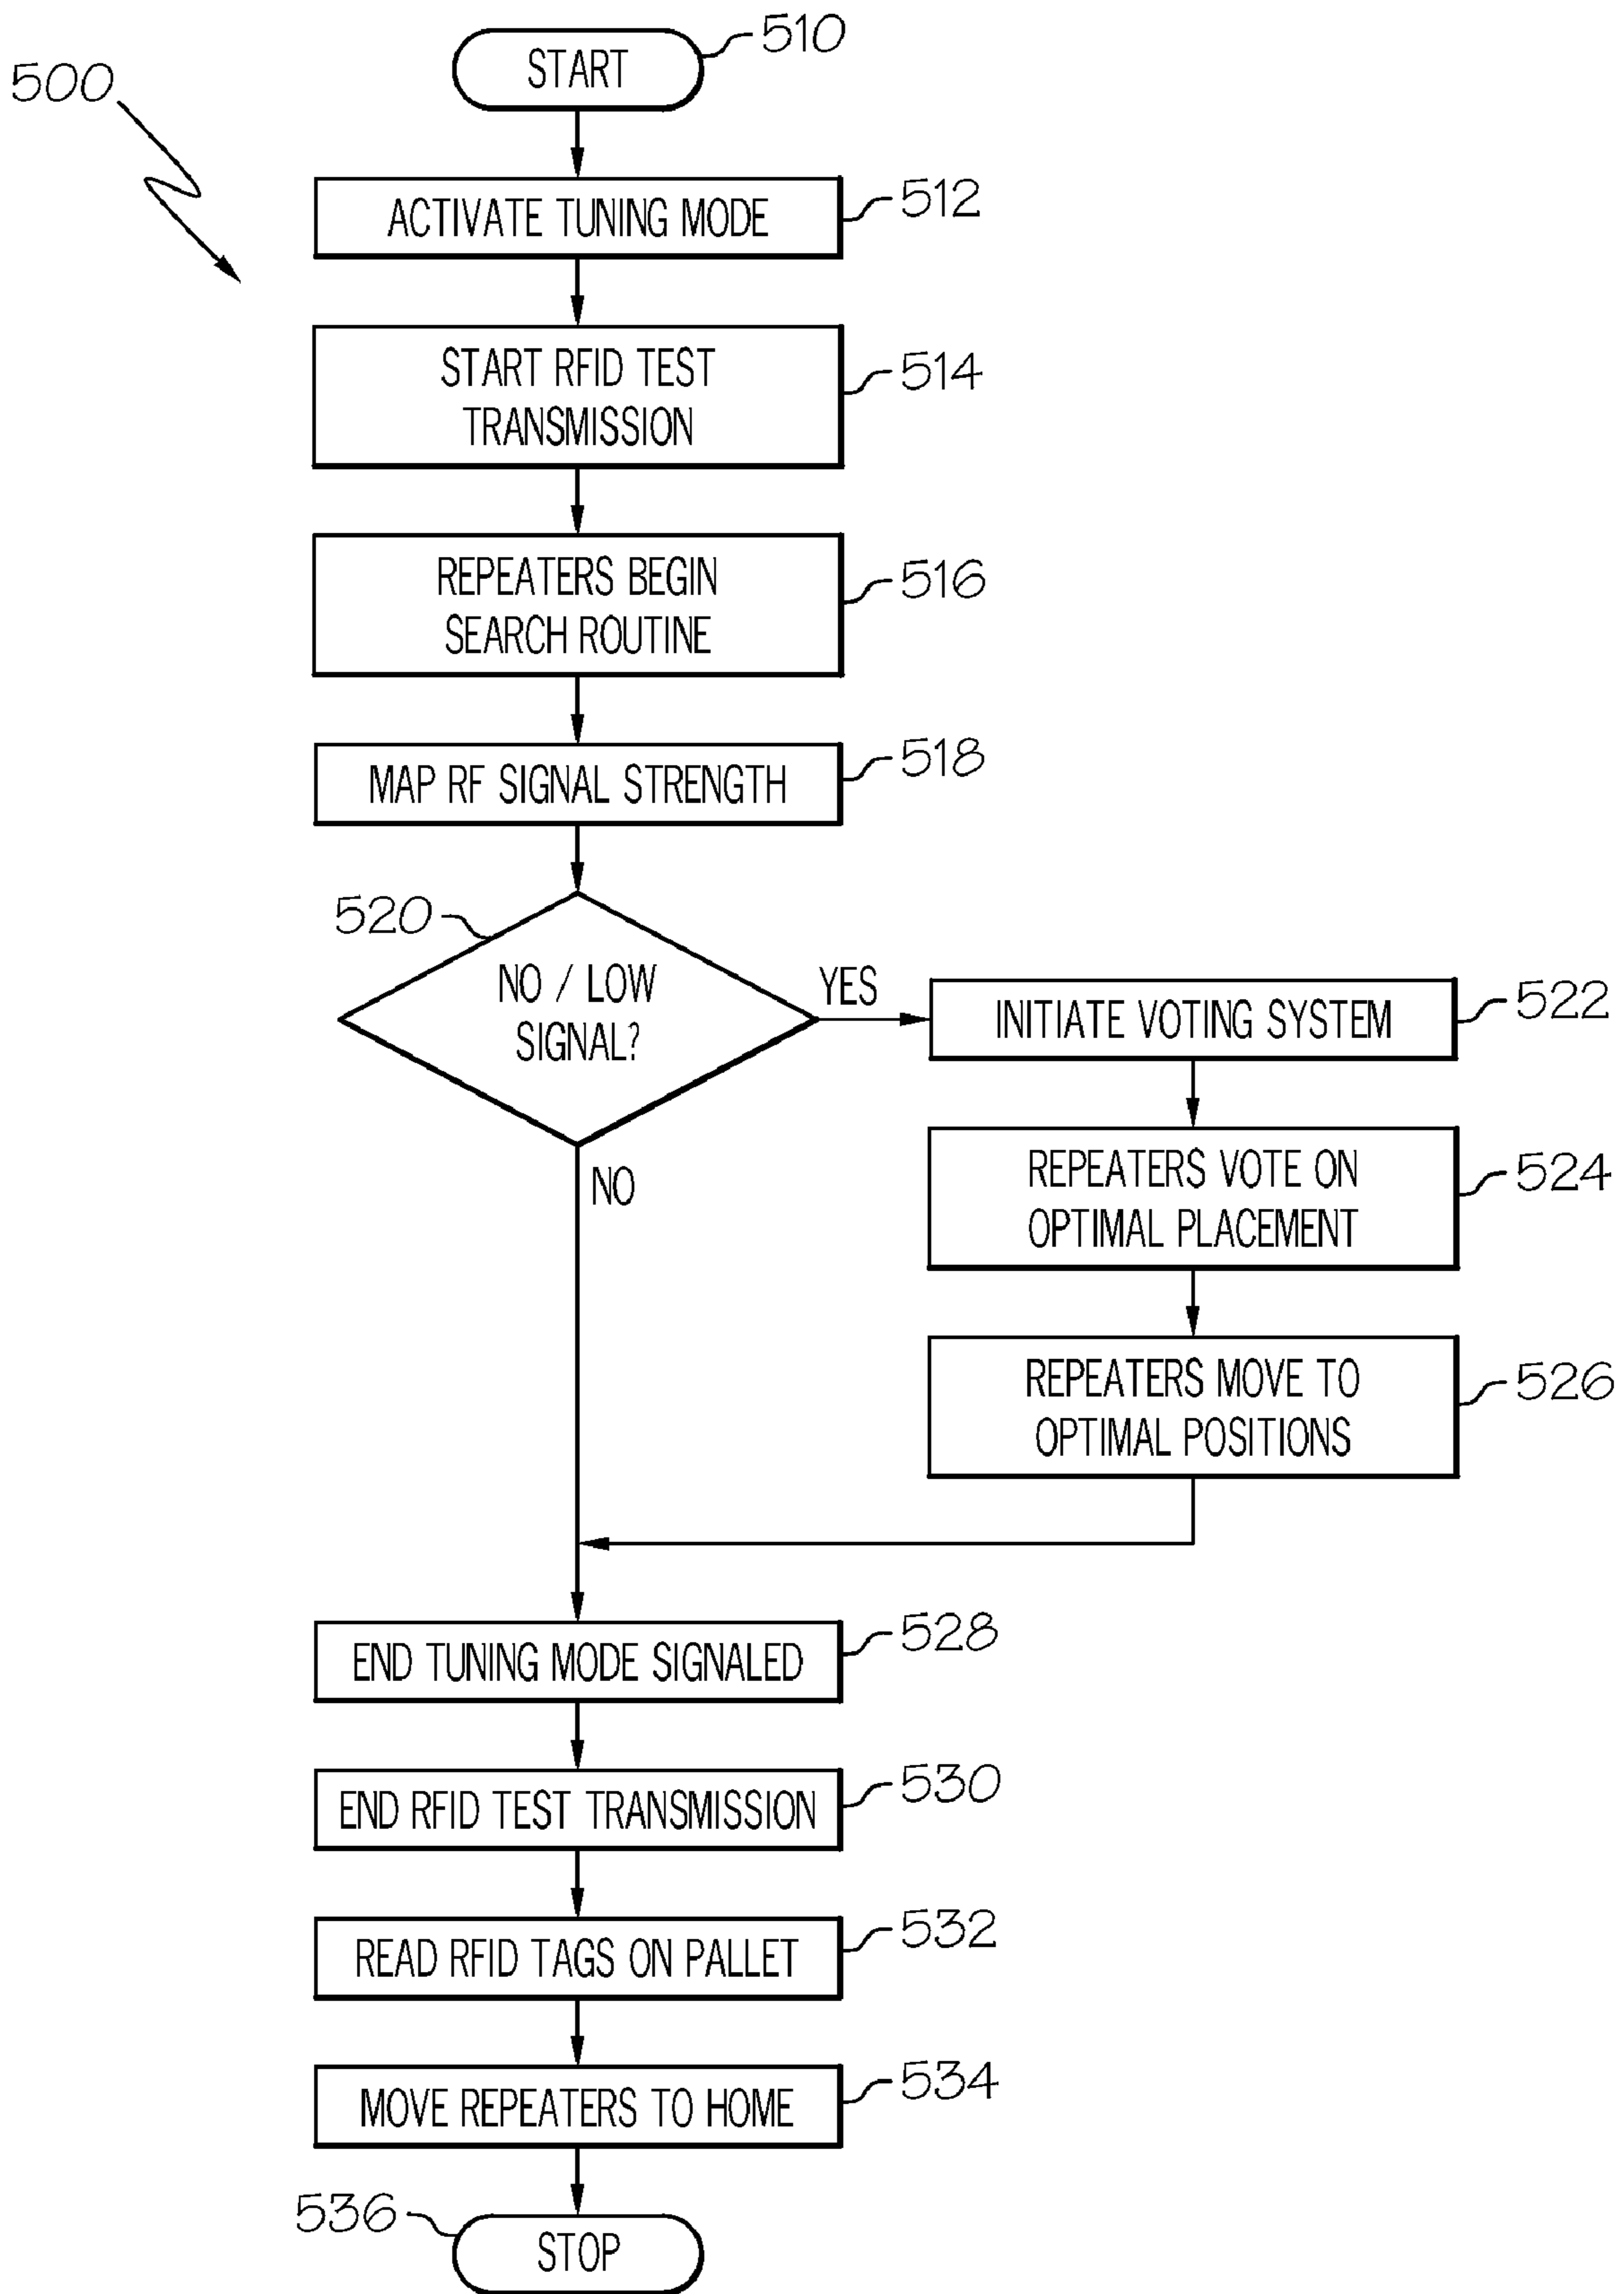 START
510
500
ACTIVATE TUNING MODE
512
START RFID TEST
TRANSMISSION
514
REPEATERS BEGIN
SEARCH ROUTINE
516
MAP RF SIGNAL STRENGTH
518
520
NO / LOW
SIGNAL?
YES
NO
INITIATE VOTING SYSTEM
522
REPEATERS VOTE ON
OPTIMAL PLACEMENT
524
REPEATERS MOVE TO
OPTIMAL POSITIONS
526
END TUNING MODE SIGNALED
528
END RFID TEST TRANSMISSION
530
READ RFID TAGS ON PALLET
532
MOVE REPEATERS TO HOME
534
536
STOP